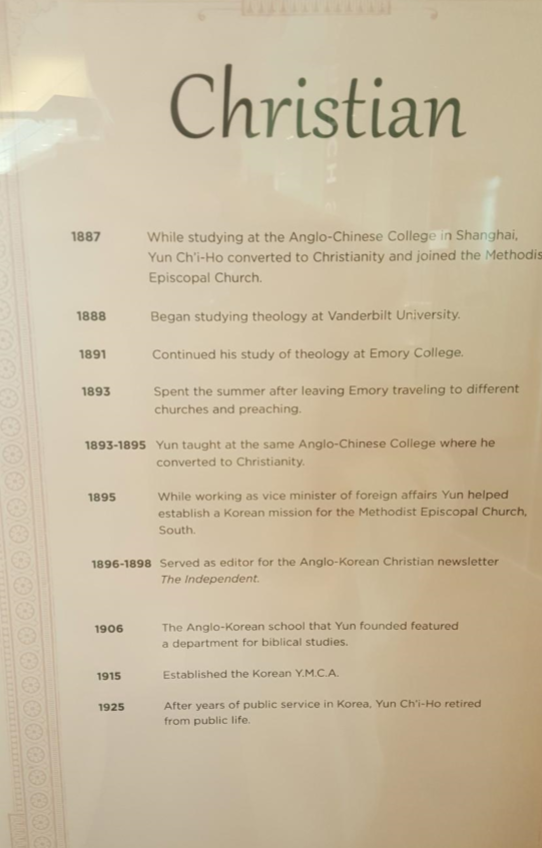 Christian
1887 While studying at the Anglo-Chinese College in Shanghai,
Yun Ch'i-Ho converted to Christianity and joined the Methodis
Episcopal Church.
1888 Began studying theology at Vanderbilt University.
1891 Continued his study of theology at Emory College.
1893 Spent the summer after leaving Emory traveling to different
churches and preaching.
1893-1895 Yun taught at the same Anglo-Chinese College where he
converted to Christianity.
1895 While working as vice minister of foreign affairs Yun helped
establish a Korean mission for the Methodist Episcopal Church,
South.
1896-1898 Served as editor for the Anglo-Korean Christian newsletter
The Independent.
1906 The Anglo-Korean school that Yun founded featured
a department for biblical studies.
1915 Established the Korean Y.M.C.A.
1925 After years of public service in Korea, Yun Ch'i-Ho retired
from public life.